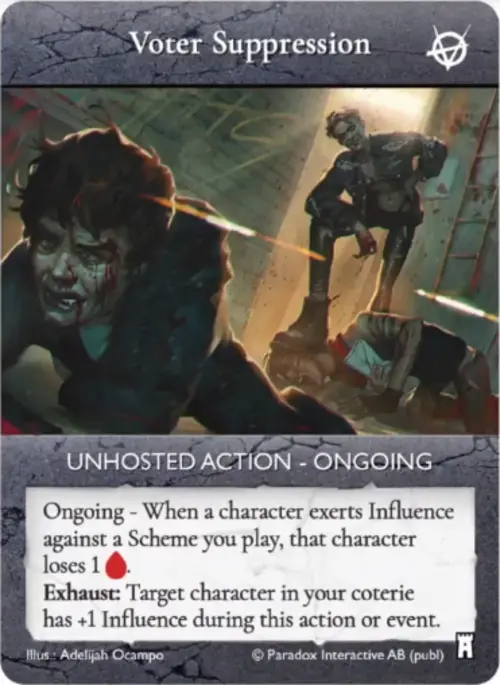 Voter Suppression
UNHOSTED ACTION - ONGOING
Ongoing - When a character exerts Influence
against a Scheme you play, that character
loses 1 .
Exhaust: Target character in your coterie
has +1 Influence during this action or event.
Illus.: Adelijah Ocampo
© Paradox Interactive AB (publ)